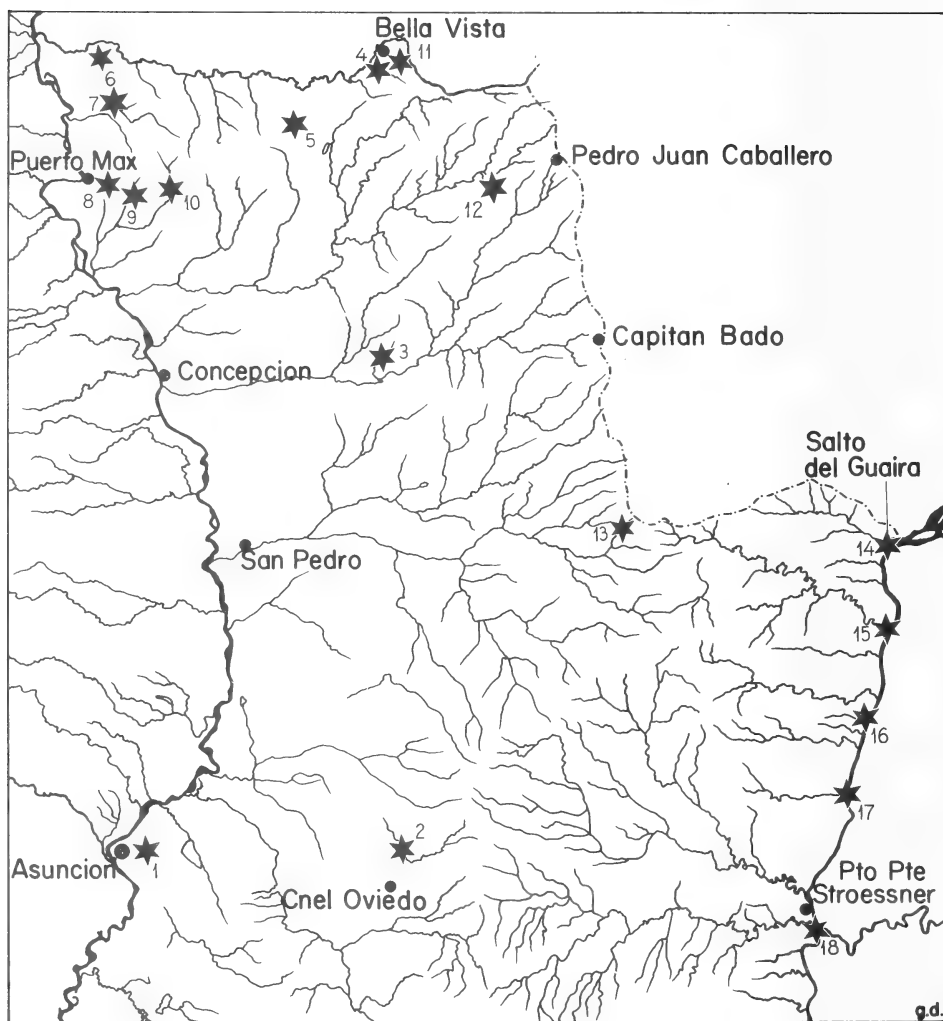 Bella Vista
4
11
6
7
5
Pedro Juan Caballero
Puerto Max
8
9
10
12
Capitan Bado
3
Concepcion
Salto
del Guaira
13
14
San Pedro
15
16
17
2
1
Asuncion
Cnel Oviedo
Pto Pte
Stroessner
18
g.d.